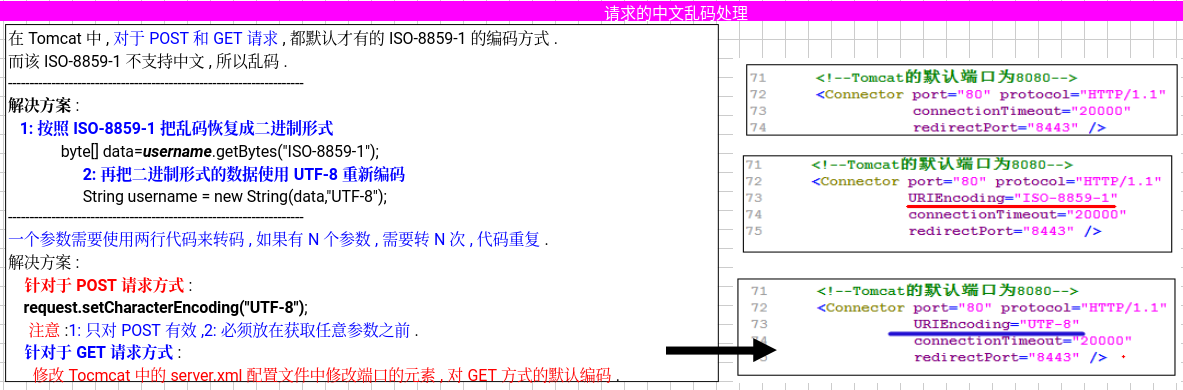 请求的中文乱码处理
在 Tomcat 中 , 对于 POST 和 GET 请求 , 都默认才有的 ISO-8859-1 的编码方式 .
而该 ISO-8859-1 不支持中文 , 所以乱码 .
----------------------------------------------------------------------
解决方案 :
1: 按照 ISO-8859-1 把乱码恢复成二进制形式
byte[] data=username.getBytes("ISO-8859-1");
2: 再把二进制形式的数据使用 UTF-8 重新编码
String username = new String(data,"UTF-8");
----------------------------------------------------------------------
一个参数需要使用两行代码来转码 , 如果有 N 个参数 , 需要转 N 次 , 代码重复 .
解决方案 :
针对于 POST 请求方式 :
request.setCharacterEncoding("UTF-8");
注意 :1: 只对 POST 有效 ,2: 必须放在获取任意参数之前 .
针对于 GET 请求方式 :
修改 Tocmcat 中的 server.xml 配置文件中修改端口的元素 , 对 GET 方式的默认编码 .
71 <!--Tomcat的默认端口为8080-->
72 <Connector port="80" protocol="HTTP/1.1"
73 connectionTimeout="20000"
74 redirectPort="8443" />
71 <!--Tomcat的默认端口为8080-->
72 <Connector port="80" protocol="HTTP/1.1"
73 URIEncoding="ISO-8859-1"
74 connectionTimeout="20000"
75 redirectPort="8443" />
71 <!--Tomcat的默认端口为8080-->
72 <Connector port="80" protocol="HTTP/1.1"
73 URIEncoding="UTF-8"
74 connectionTimeout="20000"
75 redirectPort="8443" />